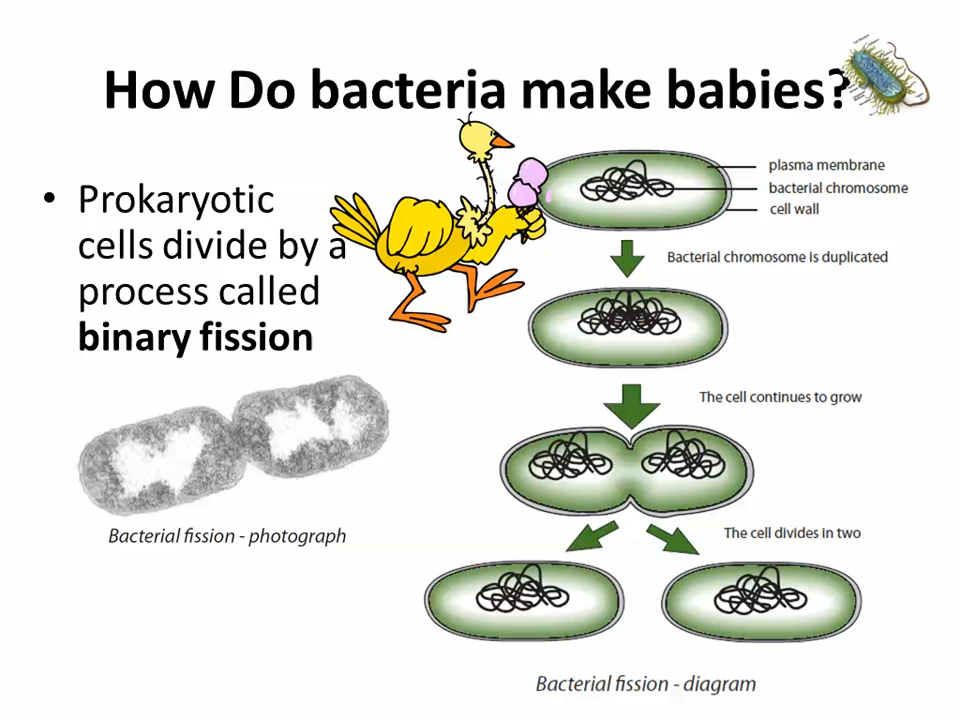 How Do bacteria make babies?
• Prokaryotic
cells divide by a
process called
binary fission
Bacterial fission - photograph
plasma membrane
bacterial chromosome
cell wall
Bacterial chromosome is duplicated
The cell continues to grow
The cell divides in two
Bacterial fission - diagram